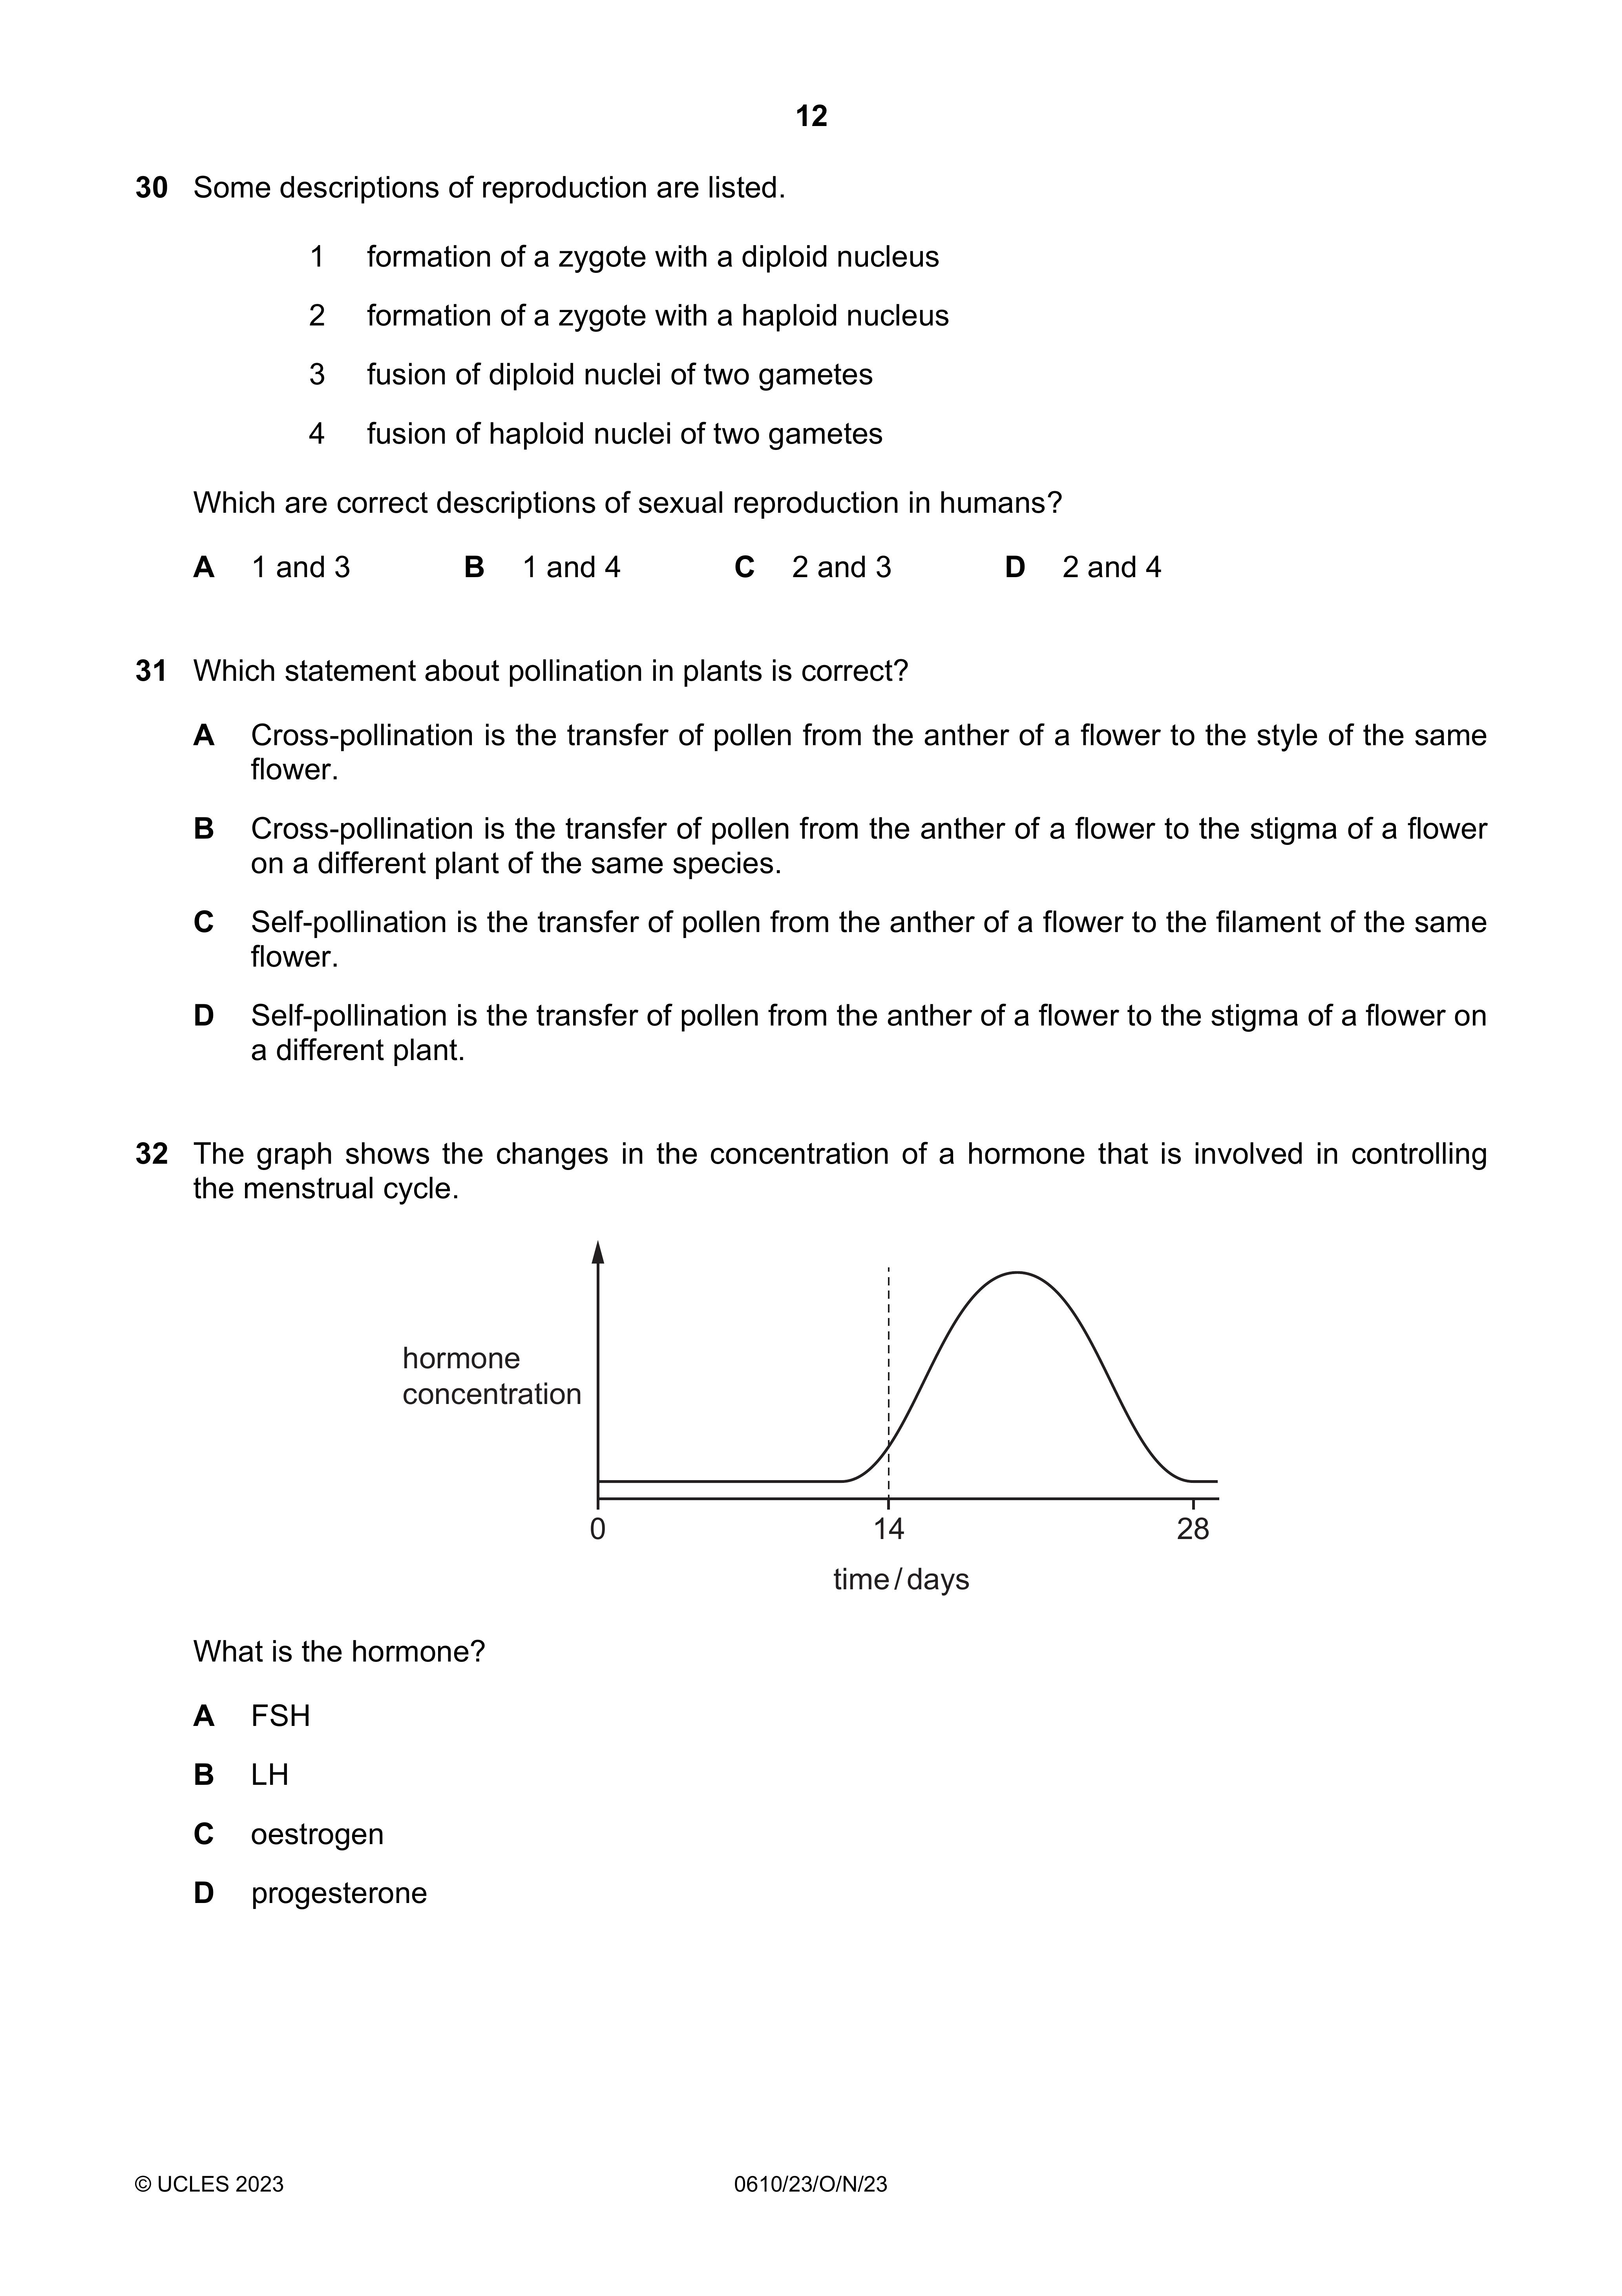 12
30 Some descriptions of reproduction are listed.
1 formation of a zygote with a diploid nucleus
2 formation of a zygote with a haploid nucleus
3 fusion of diploid nuclei of two gametes
4 fusion of haploid nuclei of two gametes
Which are correct descriptions of sexual reproduction in humans?
A 1 and 3 B 1 and 4 C 2 and 3 D 2 and 4
31 Which statement about pollination in plants is correct?
A Cross-pollination is the transfer of pollen from the anther of a flower to the style of the same
flower.
B Cross-pollination is the transfer of pollen from the anther of a flower to the stigma of a flower
on a different plant of the same species.
C Self-pollination is the transfer of pollen from the anther of a flower to the filament of the same
flower.
D Self-pollination is the transfer of pollen from the anther of a flower to the stigma of a flower on
a different plant.
32 The graph shows the changes in the concentration of a hormone that is involved in controlling
the menstrual cycle.
hormone
concentration
0 14 28
time / days
What is the hormone?
A FSH
B LH
C oestrogen
D progesterone
© UCLES 2023 0610/23/O/N/23